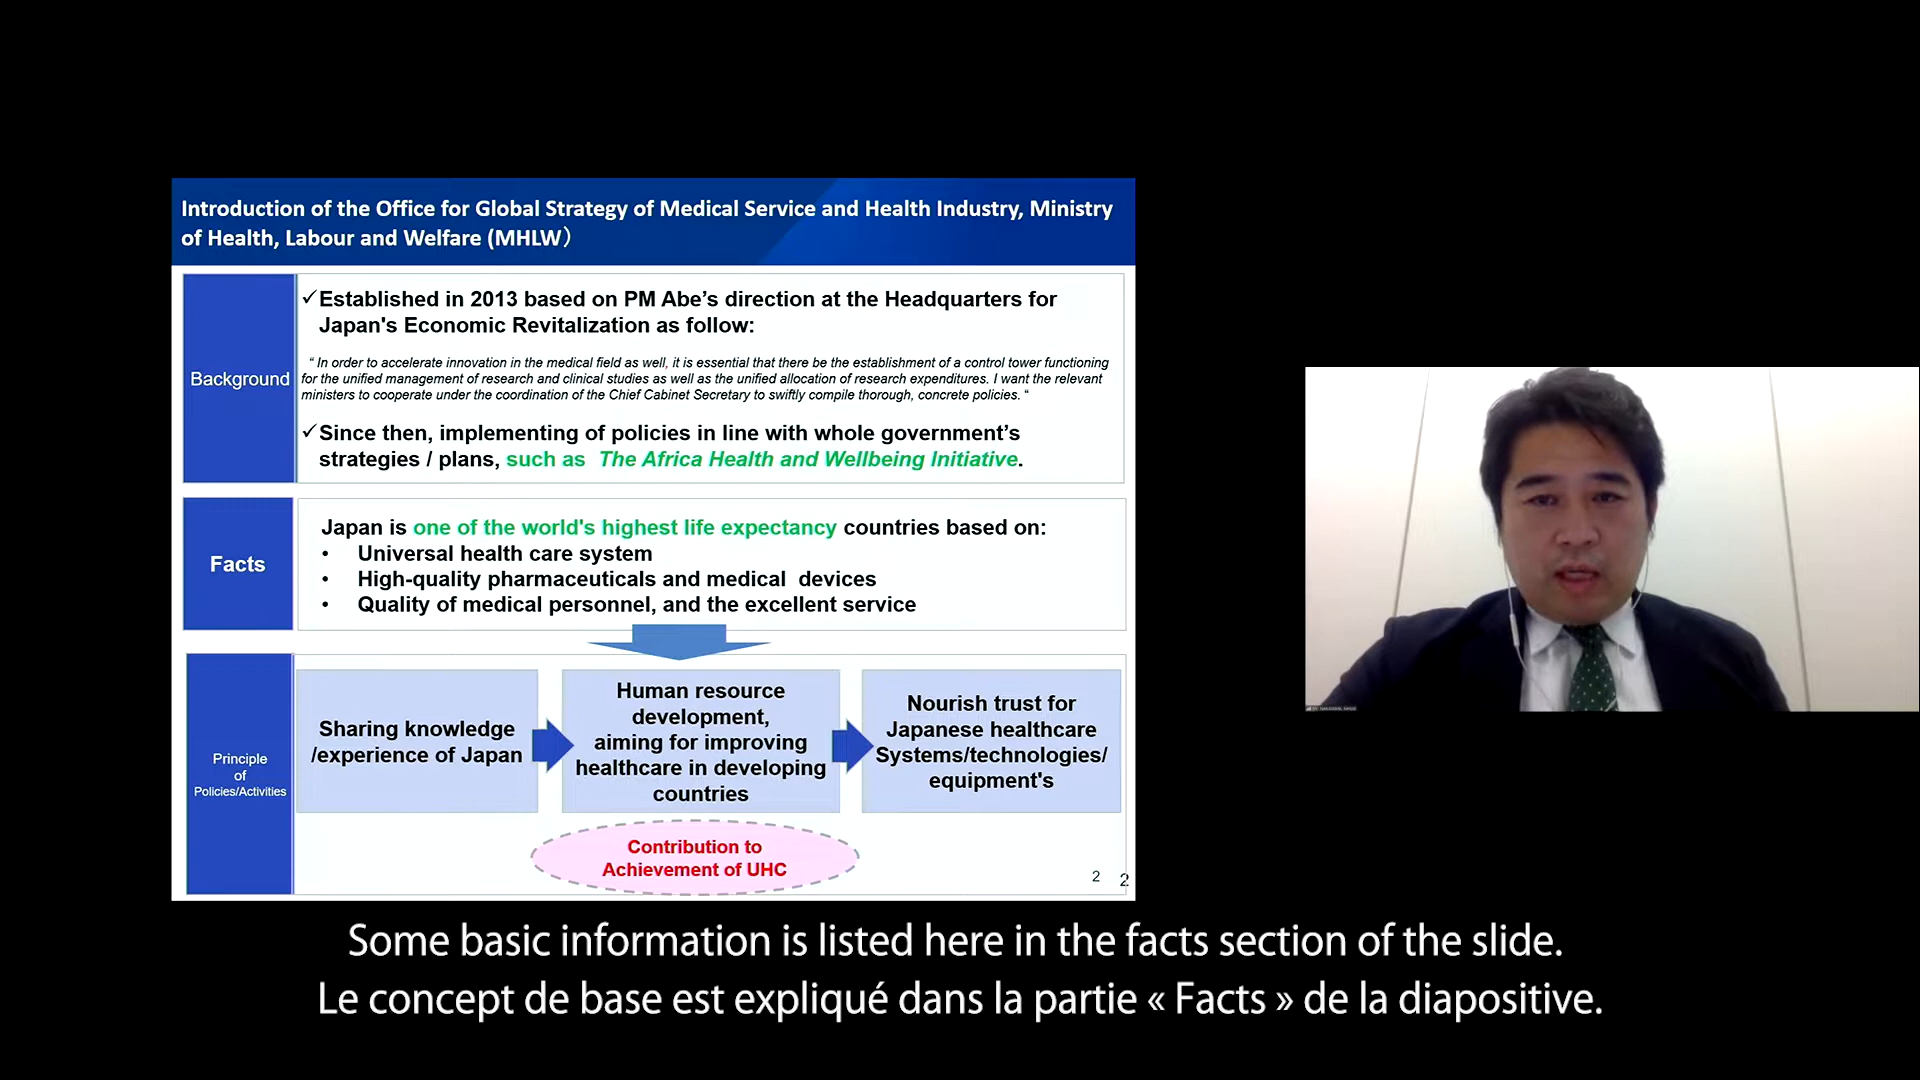 Introduction of the Office for Global Strategy of Medical Service and Health Industry, Ministry
of Health, Labour and Welfare (MHLW）
Background
✓Established in 2013 based on PM Abe’s direction at the Headquarters for
Japan's Economic Revitalization as follow:
“ In order to accelerate innovation in the medical field as well, it is essential that there be the establishment of a control tower functioning
for the unified management of research and clinical studies as well as the unified allocation of research expenditures. I want the relevant
ministers to cooperate under the coordination of the Chief Cabinet Secretary to swiftly compile thorough, concrete policies. “
✓Since then, implementing of policies in line with whole government’s
strategies / plans, such as The Africa Health and Wellbeing Initiative.
Facts
Japan is one of the world's highest life expectancy countries based on:
• Universal health care system
• High-quality pharmaceuticals and medical devices
• Quality of medical personnel, and the excellent service
Principle
of
Policies/Activities
Sharing knowledge
/experience of Japan
Human resource
development,
aiming for improving
healthcare in developing
countries
Nourish trust for
Japanese healthcare
Systems/technologies/
equipment's
Contribution to
Achievement of UHC
2 2
Some basic information is listed here in the facts section of the slide.
Le concept de base est expliqué dans la partie « Facts » de la diapositive.